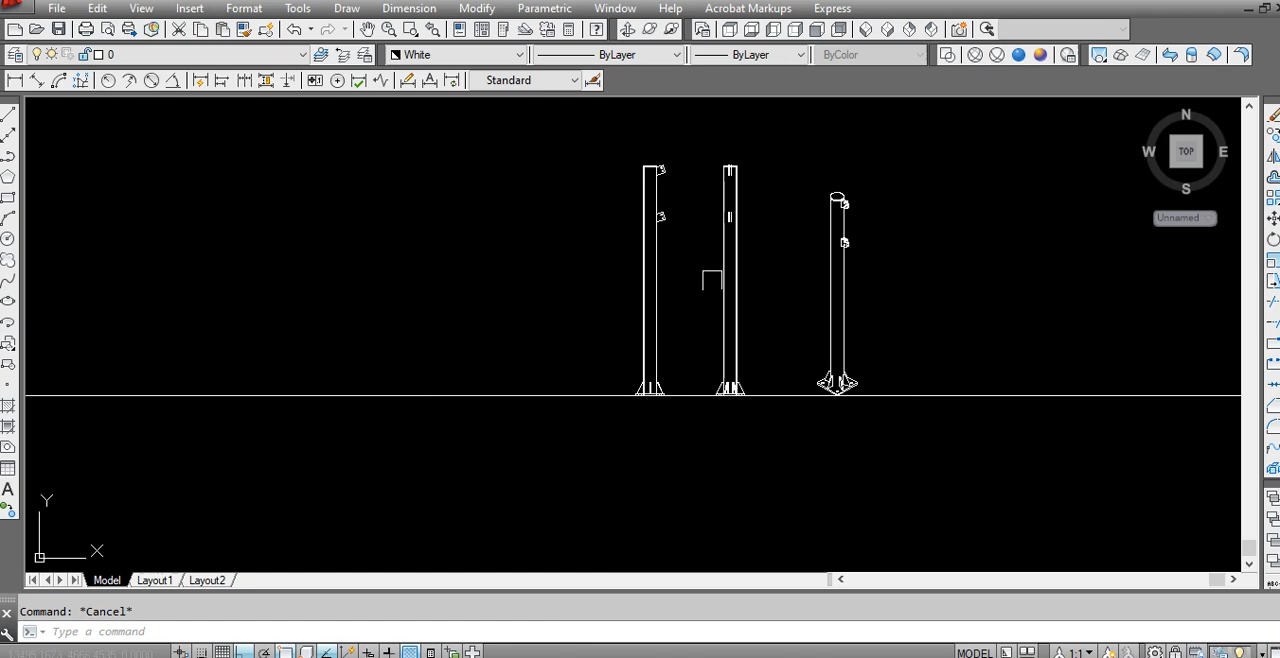 File Edit View Insert Format Tools Draw Dimension Modify Parametric Window Help Acrobat Markups Express
0 White ByLayer ByLayer ByColor
Standard
N
W TOP E
S
Unnamed
Y
X
Model Layout1 Layout2
Command: *Cancel*
Type a command
MODEL 1:1